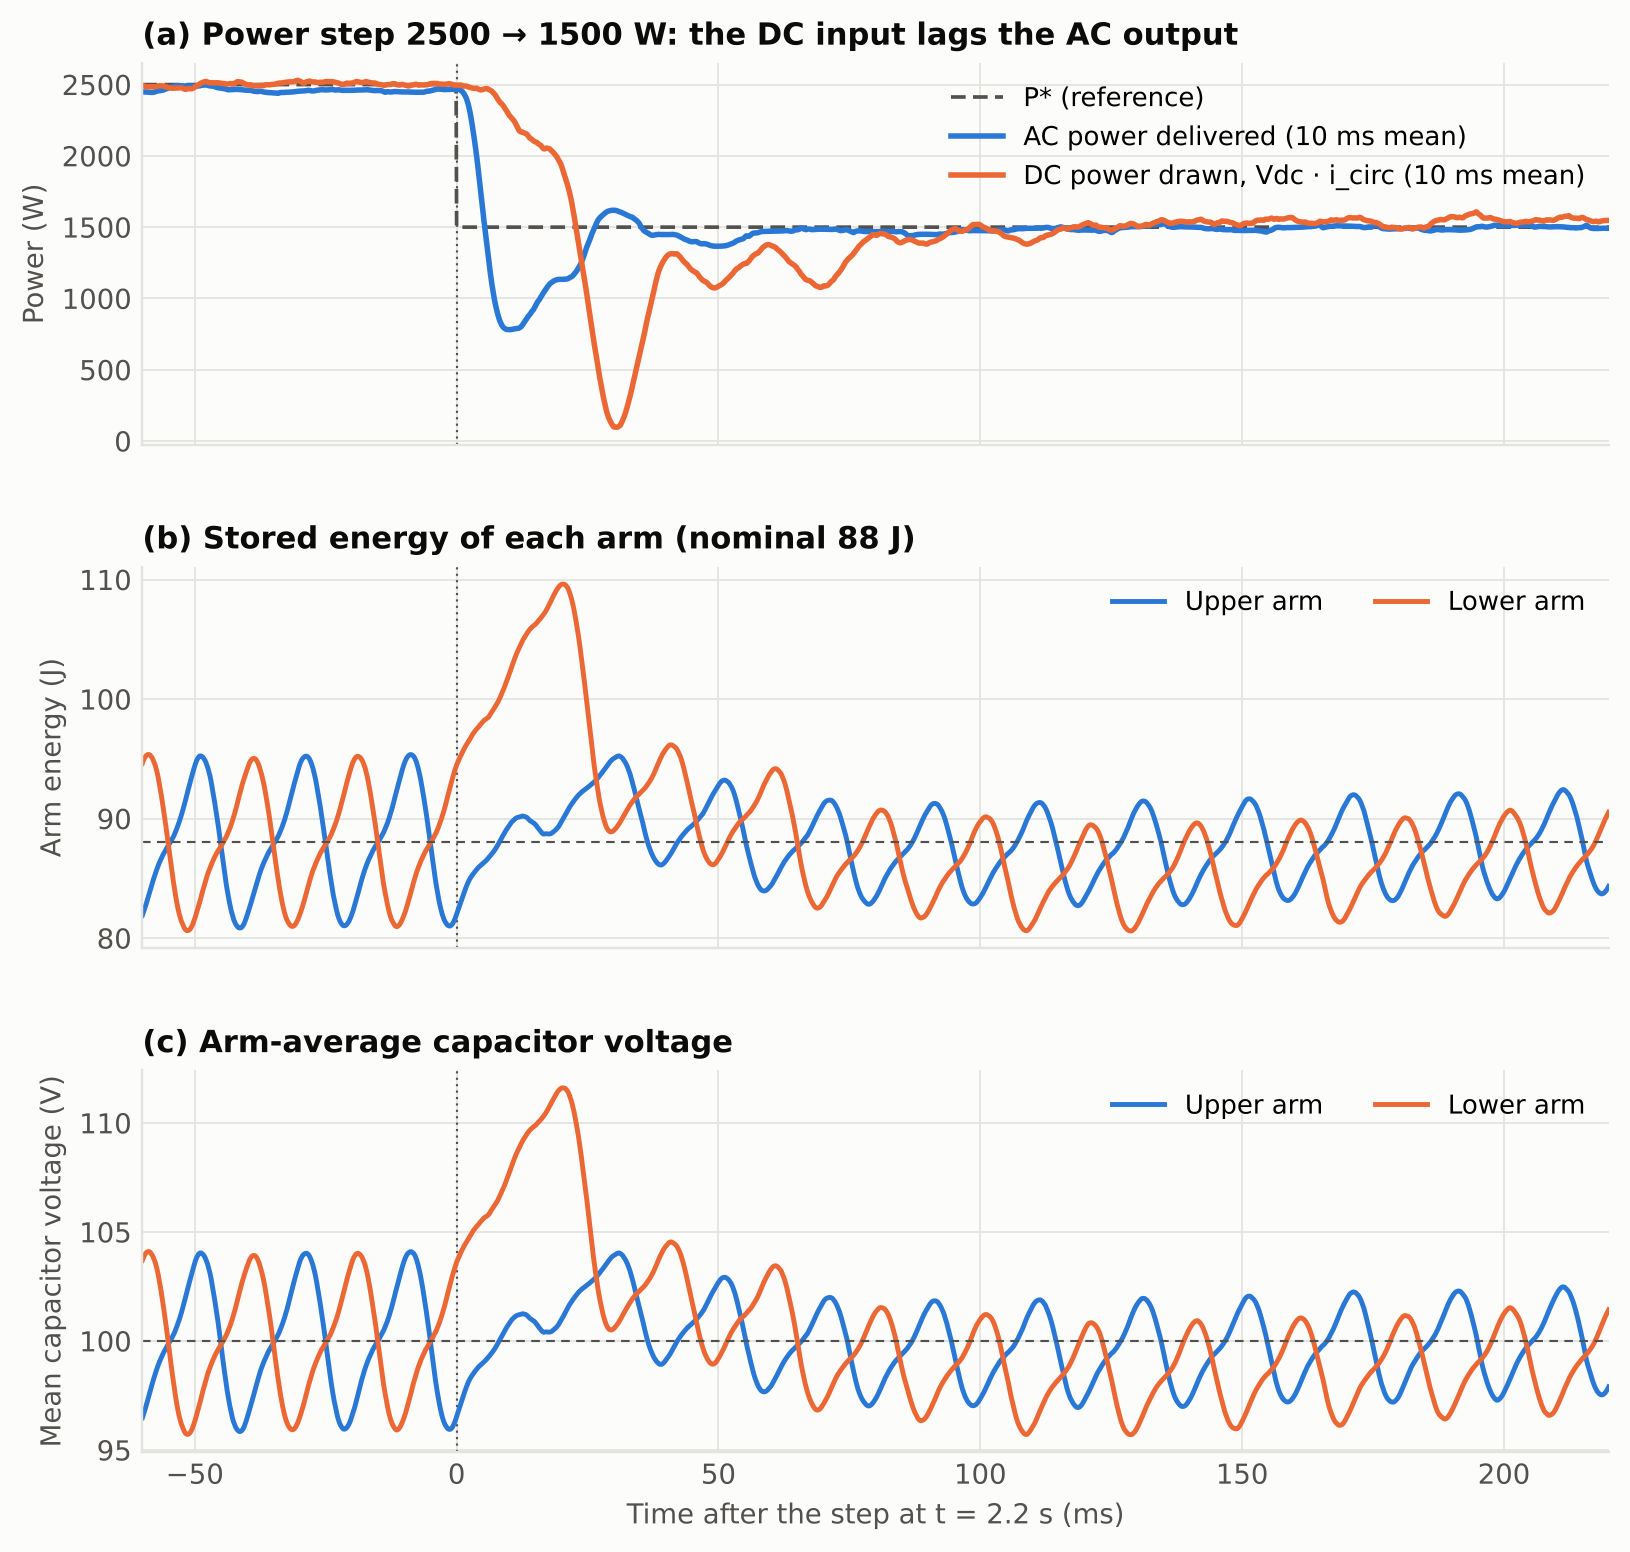 (a) Power step 2500 → 1500 W: the DC input lags the AC output
Power (W)
2500
2000
1500
1000
500
0
P* (reference)
AC power delivered (10 ms mean)
DC power drawn, Vdc · i_circ (10 ms mean)
(b) Stored energy of each arm (nominal 88 J)
Arm energy (J)
110
100
90
80
Upper arm
Lower arm
(c) Arm-average capacitor voltage
Mean capacitor voltage (V)
110
105
100
95
Upper arm
Lower arm
−50
0
50
100
150
200
Time after the step at t = 2.2 s (ms)